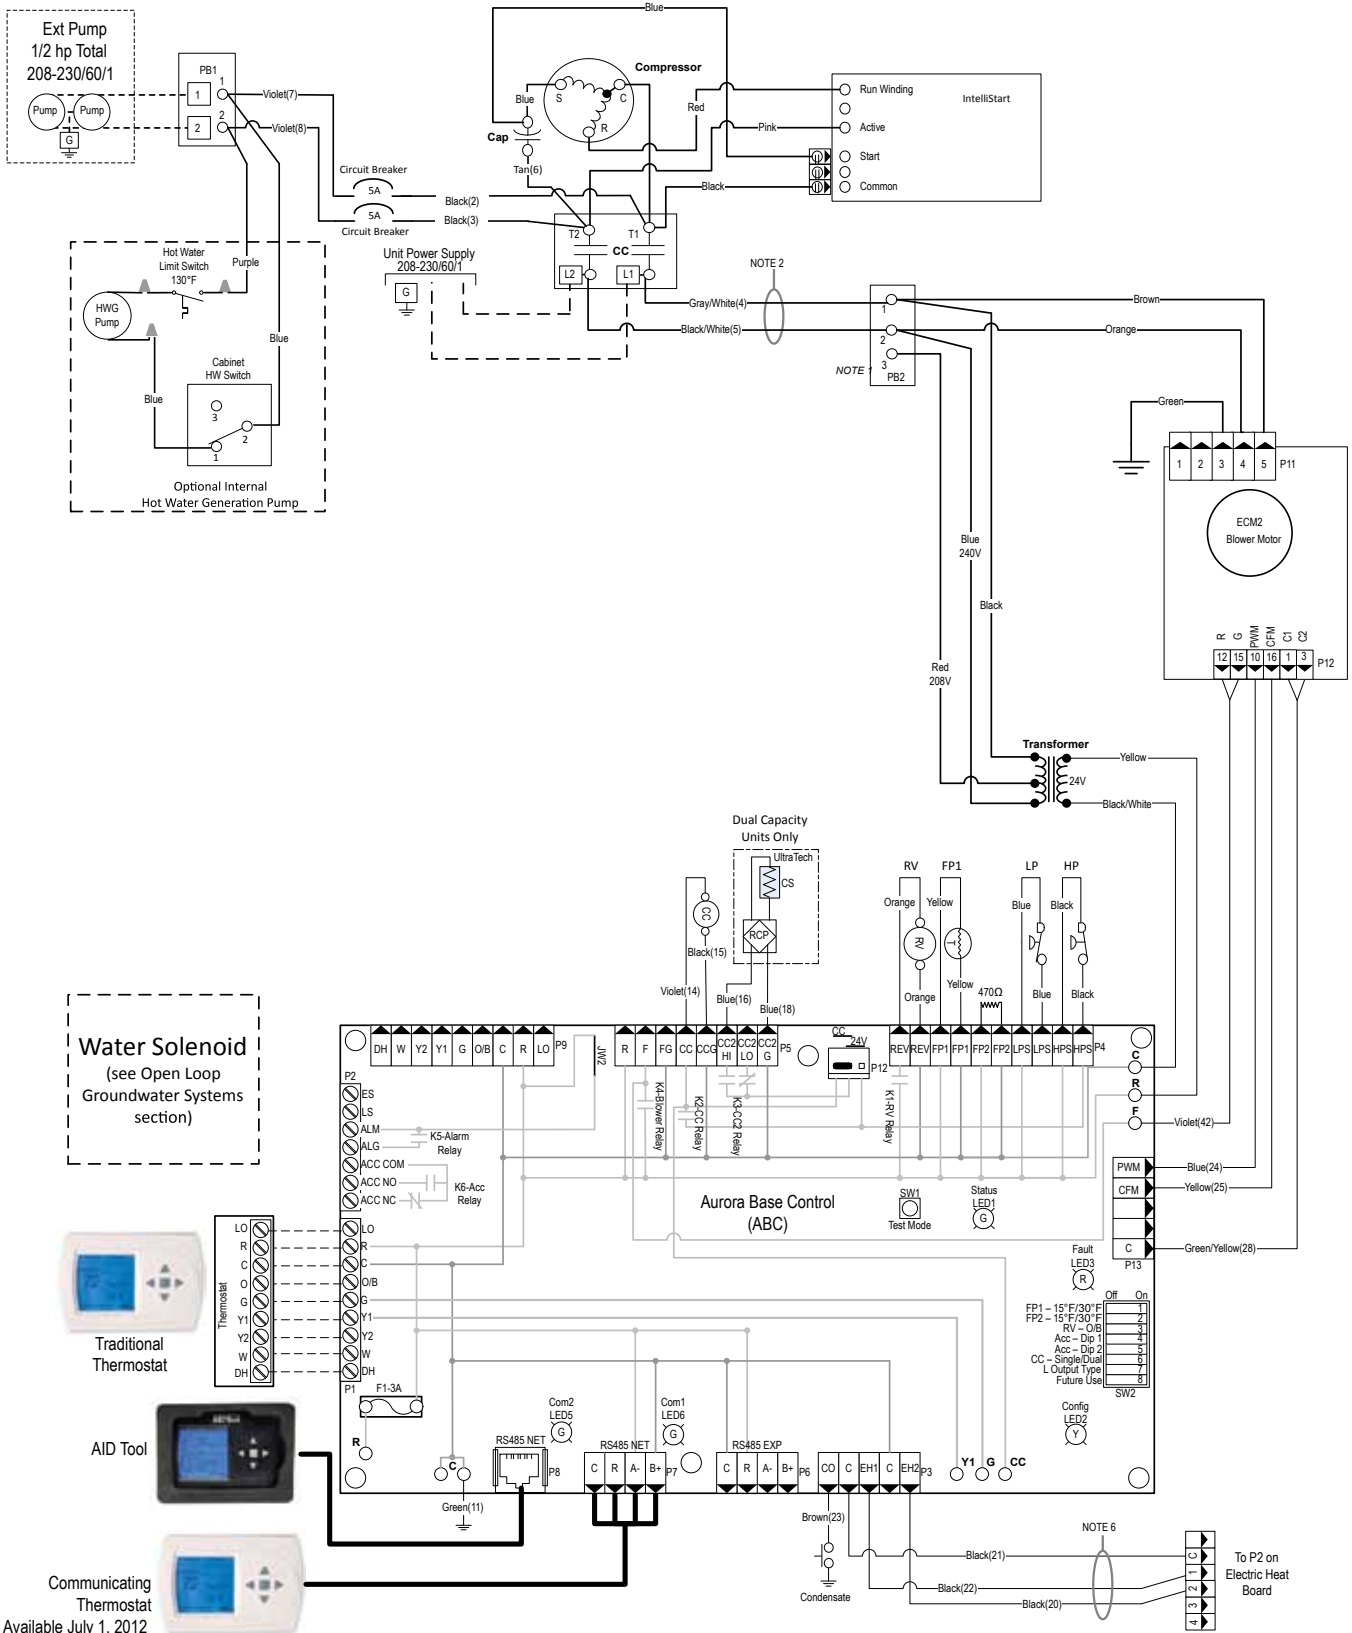 Blue
Ext Pump
1/2 hp Total
208-230/60/1
Pump
Pump
G
PB1
1
1
2
2
Violet(7)
Violet(8)
Circuit Breaker
5A
5A
Circuit Breaker
Black(2)
Black(3)
Compressor
S
C
R
Blue
Cap
Tan(6)
Red
Pink
Black
IntelliStart
Run Winding
Active
Start
Common
T2
T1
CC
L2
L1
Unit Power Supply
208-230/60/1
G
NOTE 2
Gray/White(4)
Black/White(5)
1
2
3
PB2
NOTE 1
Brown
Orange
Green
Hot Water
Limit Switch
130°F
Purple
HWG
Pump
Blue
Blue
Cabinet
HW Switch
3
2
1
Optional Internal
Hot Water Generation Pump
1 2 3 4 5 P11
ECM2
Blower Motor
R G PWM CFM C1 C2
12 15 10 16 1 3 P12
Blue
240V
Black
Red
208V
Transformer
24V
Yellow
Black/White
Dual Capacity
Units Only
UltraTech
CS
RCP
CC
Black(15)
Violet(14)
Blue(16)
Blue(18)
RV
FP1
LP
HP
Orange
Yellow
Blue
Black
RV
T
Orange
Yellow
470Ω
Blue
Black
Water Solenoid
(see Open Loop
Groundwater Systems
section)
DH W Y2 Y1 G O/B C R LO P9
JW2
R F FG CC CCG CC2 HI CC2 LO CC2 G P5
CC
24V
P12
REV REV FP1 FP1 FP2 FP2 LPS LPS HPS HPS P4
C
R
F
Violet(42)
P2
ES
LS
ALM
ALG
ACC COM
ACC NO
ACC NC
K5-Alarm
Relay
K6-Acc
Relay
K4-Blower Relay
K2-CC Relay
K3-CC2 Relay
K1-RV Relay
Aurora Base Control
(ABC)
SW1
Test Mode
Status
LED1
G
PWM
CFM
C
P13
Blue(24)
Yellow(25)
Green/Yellow(28)
Fault
LED3
R
Off On
FP1 – 15°F/30°F 1
FP2 – 15°F/30°F 2
RV – O/B 3
Acc – Dip 1 4
Acc – Dip 2 5
CC – Single/Dual 6
L Output Type 7
Future Use 8
SW2
Config
LED2
Y
Thermostat
LO
R
C
O
G
Y1
Y2
W
DH
LO
R
C
O/B
G
Y1
Y2
W
DH
P1
Traditional
Thermostat
F1-3A
R
C
Green(11)
AID Tool
RS485 NET
P8
Com2
LED5
G
Com1
LED6
G
RS485 NET
C R A- B+ P7
RS485 EXP
C R A- B+ P6
CO C EH1 C EH2 P3
Y1 G CC
Brown(23)
Condensate
Black(21)
Black(22)
Black(20)
NOTE 6
C
1
2
3
4
To P2 on
Electric Heat
Board
Communicating
Thermostat
Available July 1, 2012